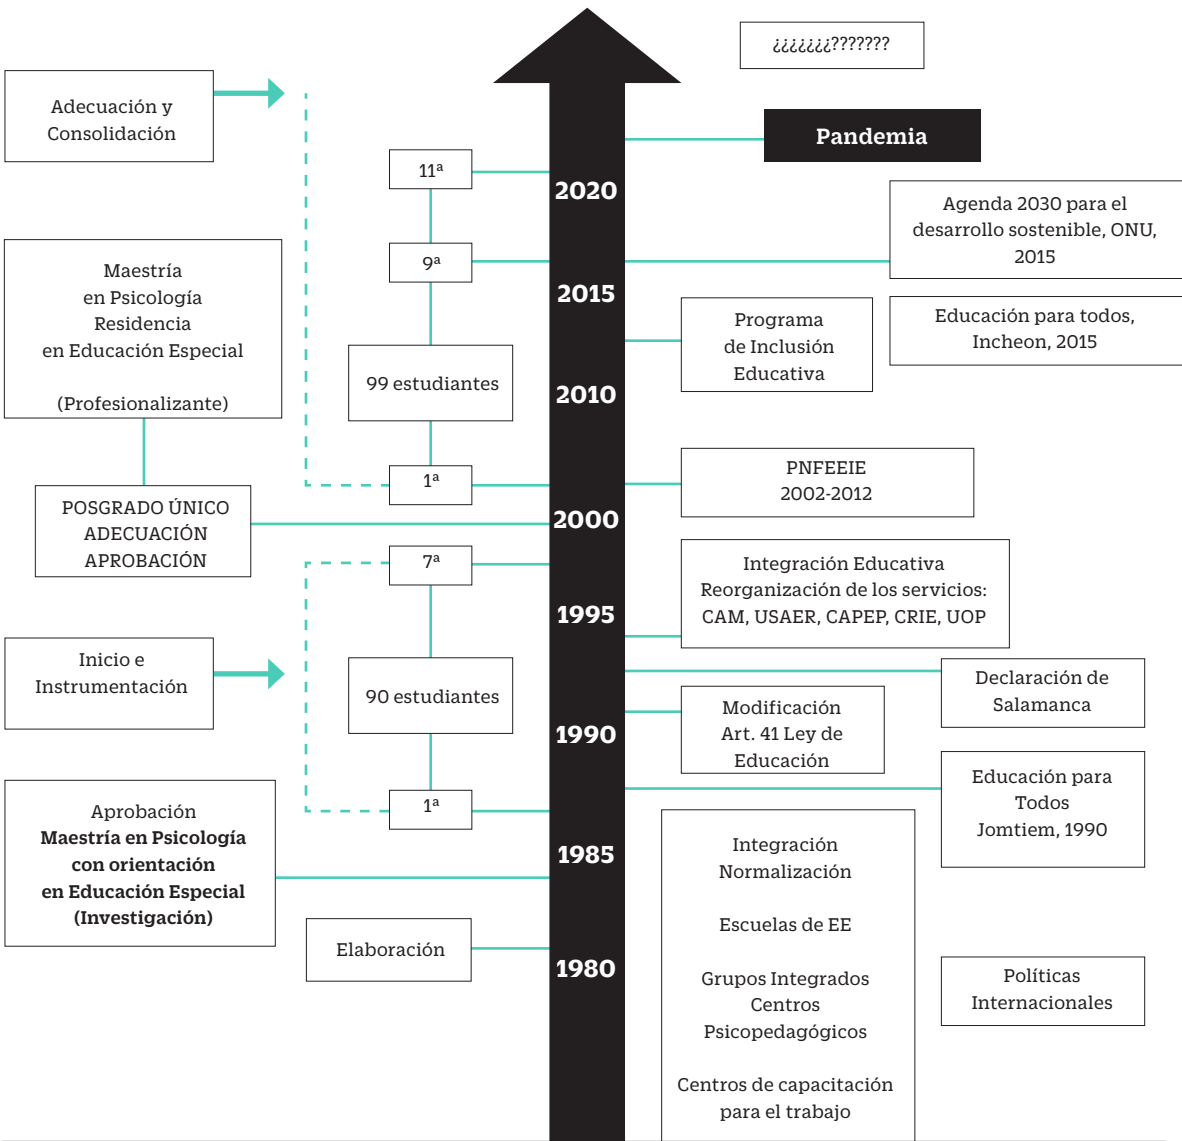 ¿¿¿¿¿¿¿???????
Pandemia
Adecuación y
Consolidación
11ª
2020
Agenda 2030 para el
desarrollo sostenible, ONU,
2015
9ª
2015
Maestría
en Psicología
Residencia
en Educación Especial
(Profesionalizante)
Programa
de Inclusión
Educativa
Educación para todos,
Incheon, 2015
99 estudiantes
2010
1ª
PNFEEIE
2002-2012
POSGRADO ÚNICO
ADECUACIÓN
APROBACIÓN
2000
7ª
Integración Educativa
Reorganización de los servicios:
CAM, USAER, CAPEP, CRIE, UOP
1995
Inicio e
Instrumentación
90 estudiantes
Declaración de
Salamanca
Modificación
Art. 41 Ley de
Educación
1990
Educación para
Todos
Jomtiem, 1990
1ª
Aprobación
Maestría en Psicología
con orientación
en Educación Especial
(Investigación)
1985
Integración
Normalización
Escuelas de EE
Grupos Integrados
Centros
Psicopedagógicos
Centros de capacitación
para el trabajo
Elaboración
1980
Políticas
Internacionales